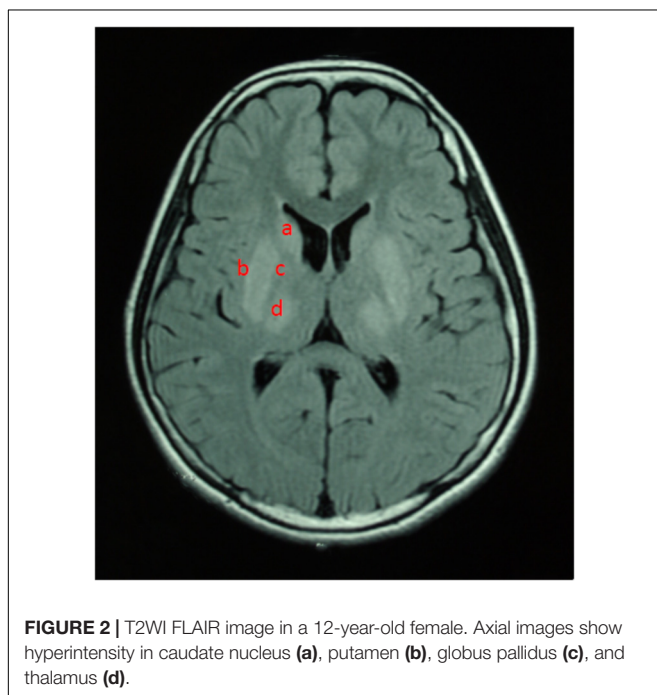 a
b c
d
FIGURE 2 | T2WI FLAIR image in a 12-year-old female. Axial images show
hyperintensity in caudate nucleus (a), putamen (b), globus pallidus (c), and
thalamus (d).